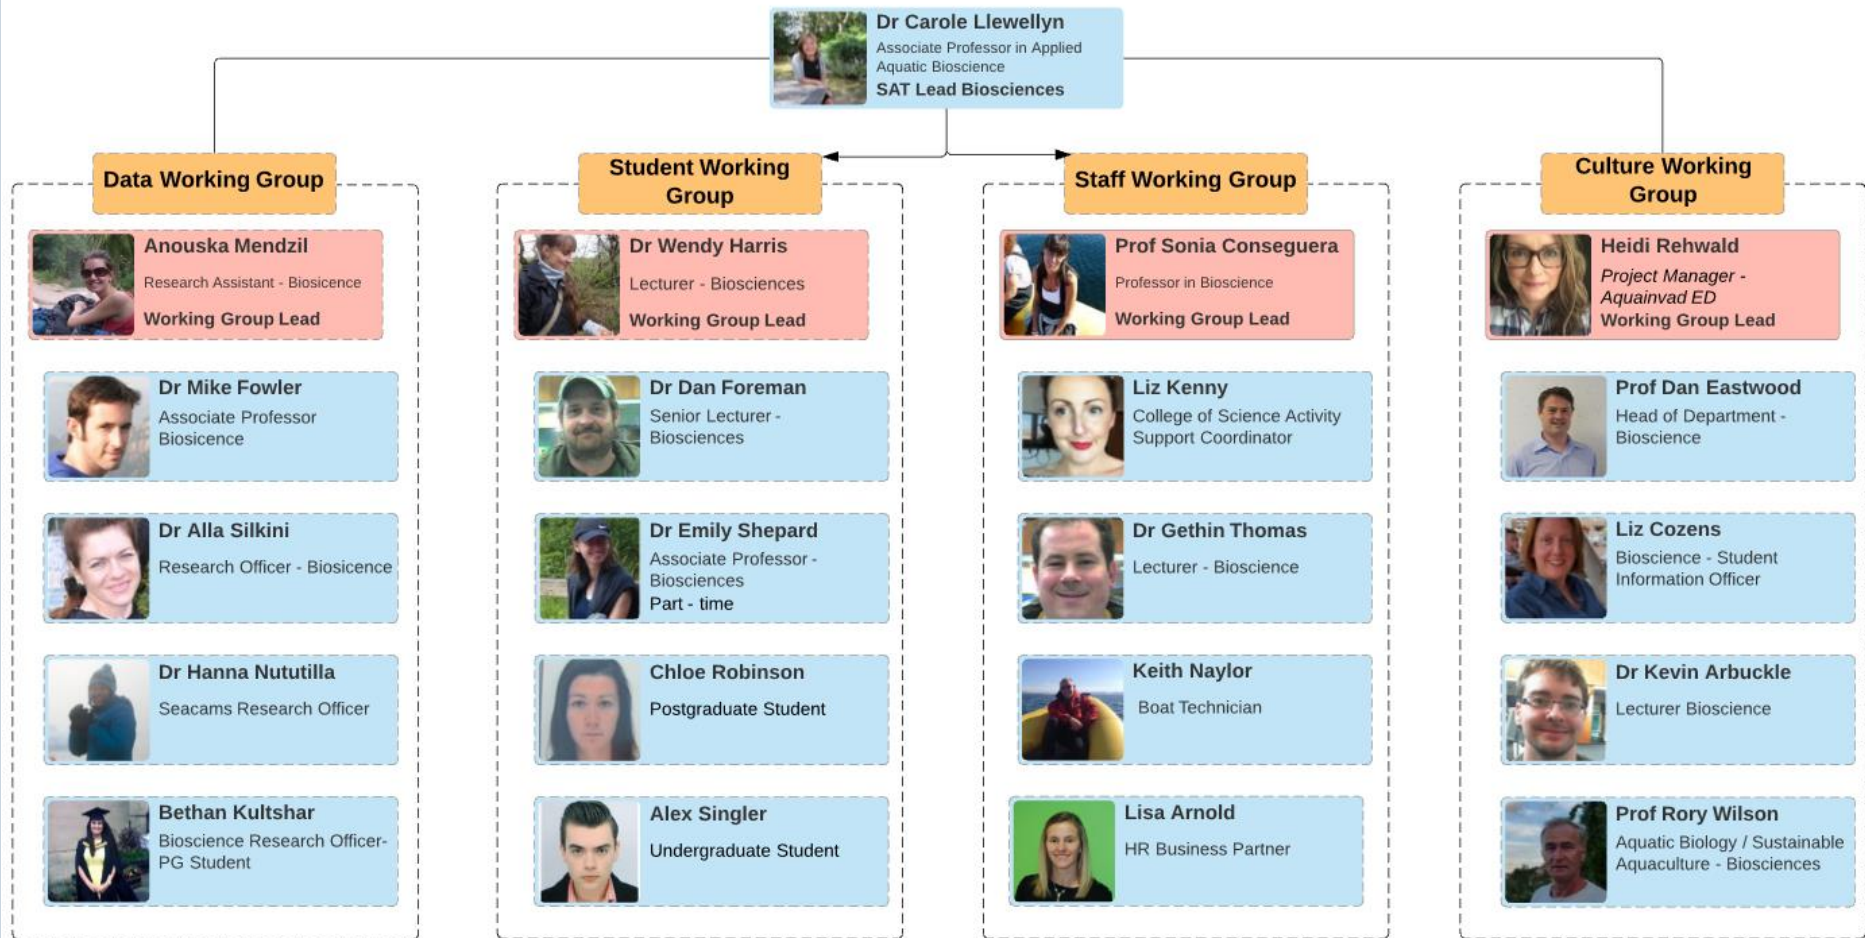 Dr Carole Llewellyn
Associate Professor in Applied
Aquatic Bioscience
SAT Lead Biosciences
Data Working Group
Anouska Mendzil
Research Assistant - Biosicence
Working Group Lead
Dr Mike Fowler
Associate Professor
Biosicence
Dr Alla Silkini
Research Officer - Biosicence
Dr Hanna Nututilla
Seacams Research Officer
Bethan Kultshar
Bioscience Research Officer-
PG Student
Student Working
Group
Dr Wendy Harris
Lecturer - Biosciences
Working Group Lead
Dr Dan Foreman
Senior Lecturer -
Biosciences
Dr Emily Shepard
Associate Professor -
Biosciences
Part - time
Chloe Robinson
Postgraduate Student
Alex Singler
Undergraduate Student
Staff Working Group
Prof Sonia Conseguera
Professor in Bioscience
Working Group Lead
Liz Kenny
College of Science Activity
Support Coordinator
Dr Gethin Thomas
Lecturer - Bioscience
Keith Naylor
Boat Technician
Lisa Arnold
HR Business Partner
Culture Working
Group
Heidi Rehwald
Project Manager -
Aquainvad ED
Working Group Lead
Prof Dan Eastwood
Head of Department -
Bioscience
Liz Cozens
Bioscience - Student
Information Officer
Dr Kevin Arbuckle
Lecturer Bioscience
Prof Rory Wilson
Aquatic Biology / Sustainable
Aquaculture - Biosciences